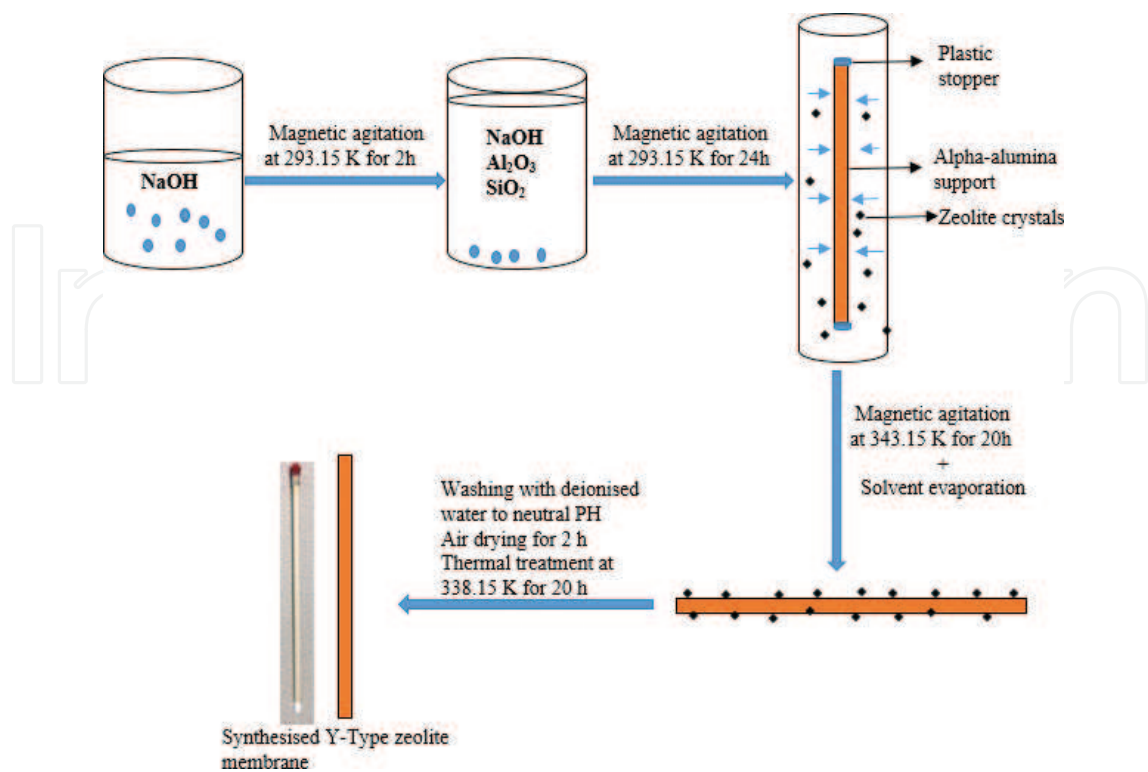 NaOH
Magnetic agitation
at 293.15 K for 2h
NaOH
Al₂O₃
SiO₂
Magnetic agitation
at 293.15 K for 24h
Plastic
stopper
Alpha-alumina
support
Zeolite crystals
Magnetic agitation
at 343.15 K for 20h
+
Solvent evaporation
Washing with deionised
water to neutral PH
Air drying for 2 h
Thermal treatment at
338.15 K for 20 h
Synthesised Y-Type zeolite
membrane